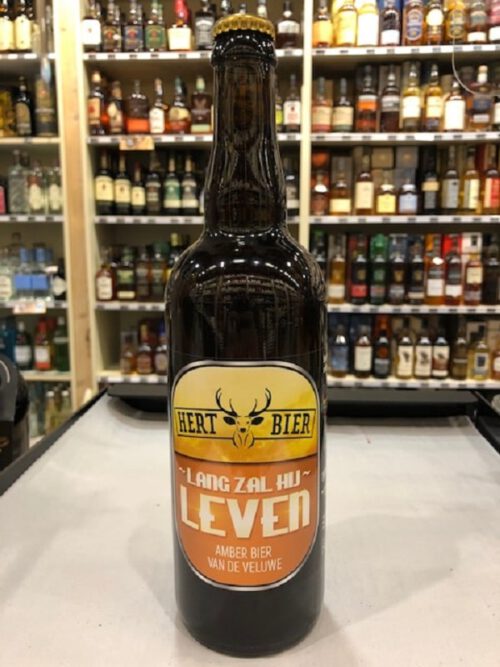 HERT BIER
~LANG ZAL HIJ~
LEVEN
AMBER BIER
VAN DE VELUWE